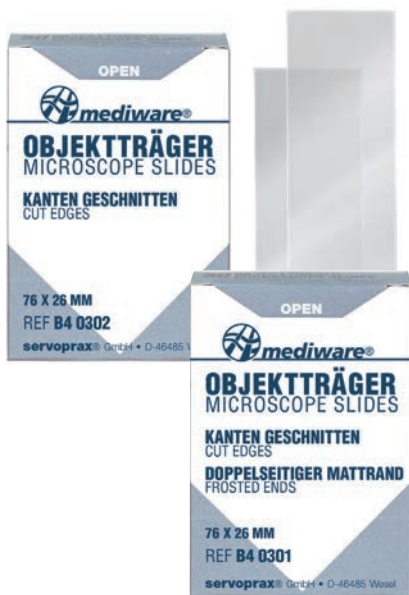 OPEN
mediware®
OBJEKTTRÄGER
MICROSCOPE SLIDES
KANTEN GESCHNITTEN
CUT EDGES
76 X 26 MM
REF B4 0302
servoprax® GmbH • D-46485
OPEN
mediware®
OBJEKTTRÄGER
MICROSCOPE SLIDES
KANTEN GESCHNITTEN
CUT EDGES
DOPPELSEITIGER MATTRAND
FROSTED ENDS
76 X 26 MM
REF B4 0301
servoprax® GmbH • D-46485 Wesel